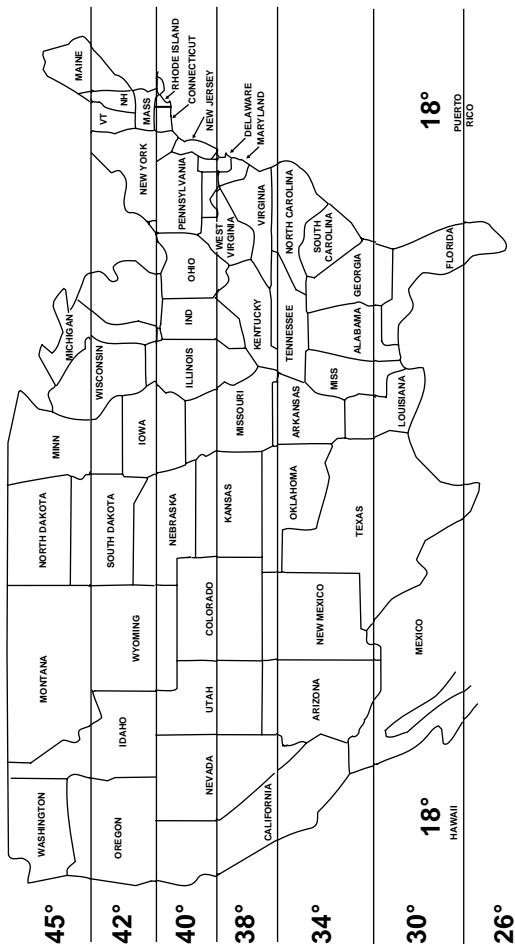 45°
42°
40°
38°
34°
30°
26°
WASHINGTON
OREGON
CALIFORNIA
NEVADA
IDAHO
MONTANA
WYOMING
UTAH
ARIZONA
COLORADO
NEW MEXICO
NORTH DAKOTA
SOUTH DAKOTA
NEBRASKA
KANSAS
OKLAHOMA
TEXAS
MEXICO
MINN
IOWA
MISSOURI
ARKANSAS
LOUISIANA
WISCONSIN
ILLINOIS
MICHIGAN
IND
OHIO
KENTUCKY
TENNESSEE
MISS
ALABAMA
GEORGIA
FLORIDA
SOUTH
CAROLINA
NORTH CAROLINA
VIRGINIA
WEST
VIRGINIA
PENNSYLVANIA
NEW YORK
VT
NH
MAINE
MASS
RHODE ISLAND
CONNECTICUT
NEW JERSEY
DELAWARE
MARYLAND
18°
HAWAII
18°
PUERTO
RICO